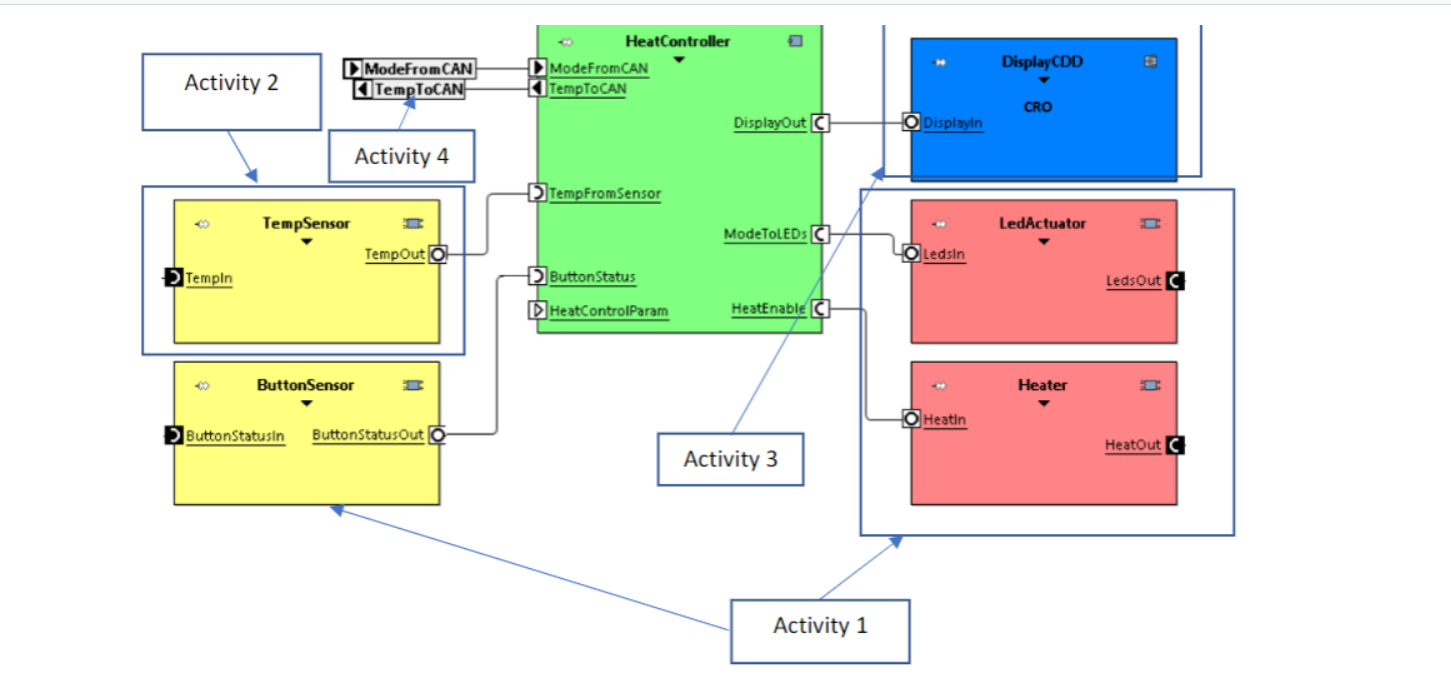 HeatController
DisplayCDD
CRO
Activity 2
ModeFromCAN
TempToCAN
ModeFromCAN
TempToCAN
DisplayOut
DisplayIn
Activity 4
TempFromSensor
TempSensor
TempOut
TempIn
ModeToLEDs
LedActuator
LedsIn
LedsOut
ButtonStatus
HeatControlParam
HeatEnable
ButtonSensor
ButtonStatusIn
ButtonStatusOut
Heater
HeatIn
HeatOut
Activity 3
Activity 1